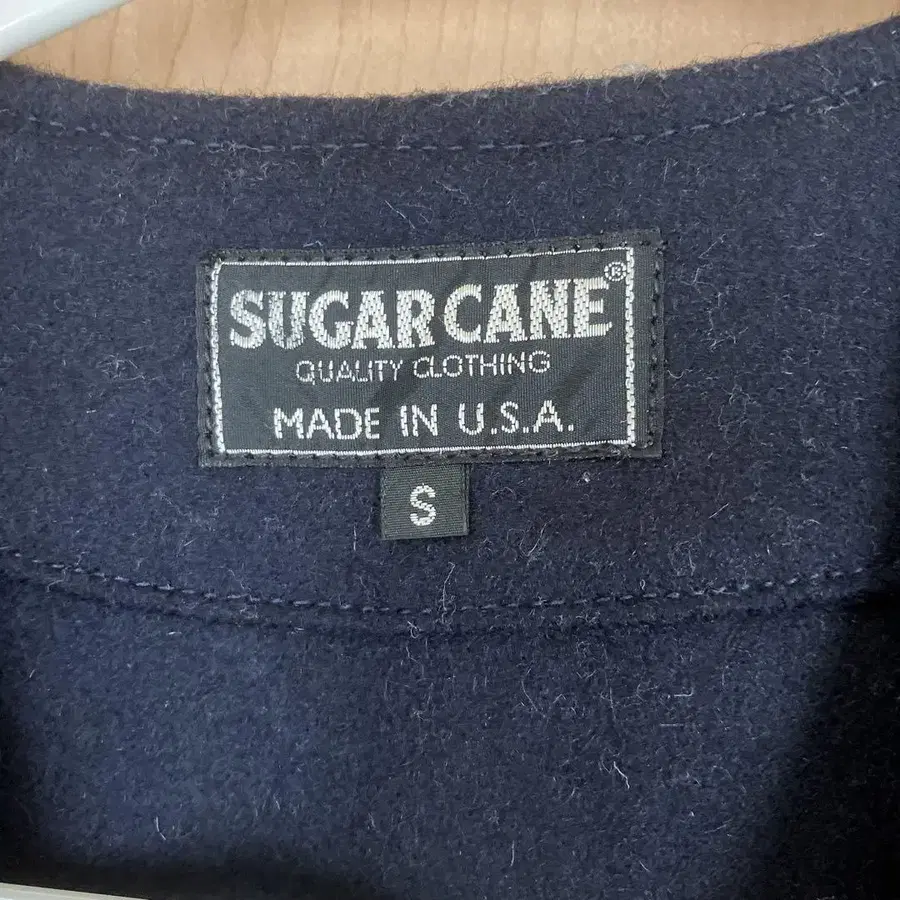 SUGAR CANE®
QUALITY CLOTHING
MADE IN U.S.A.
S